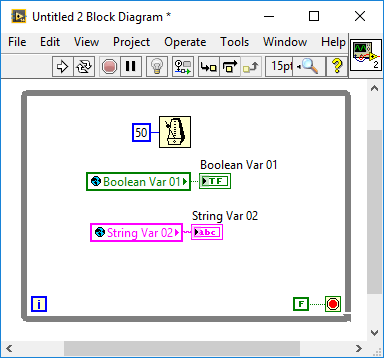 Untitled 2 Block Diagram *
File Edit View Project Operate Tools Window Help
15pt
2
50
Boolean Var 01
Boolean Var 01
TF
String Var 02
String Var 02
abc
i
F